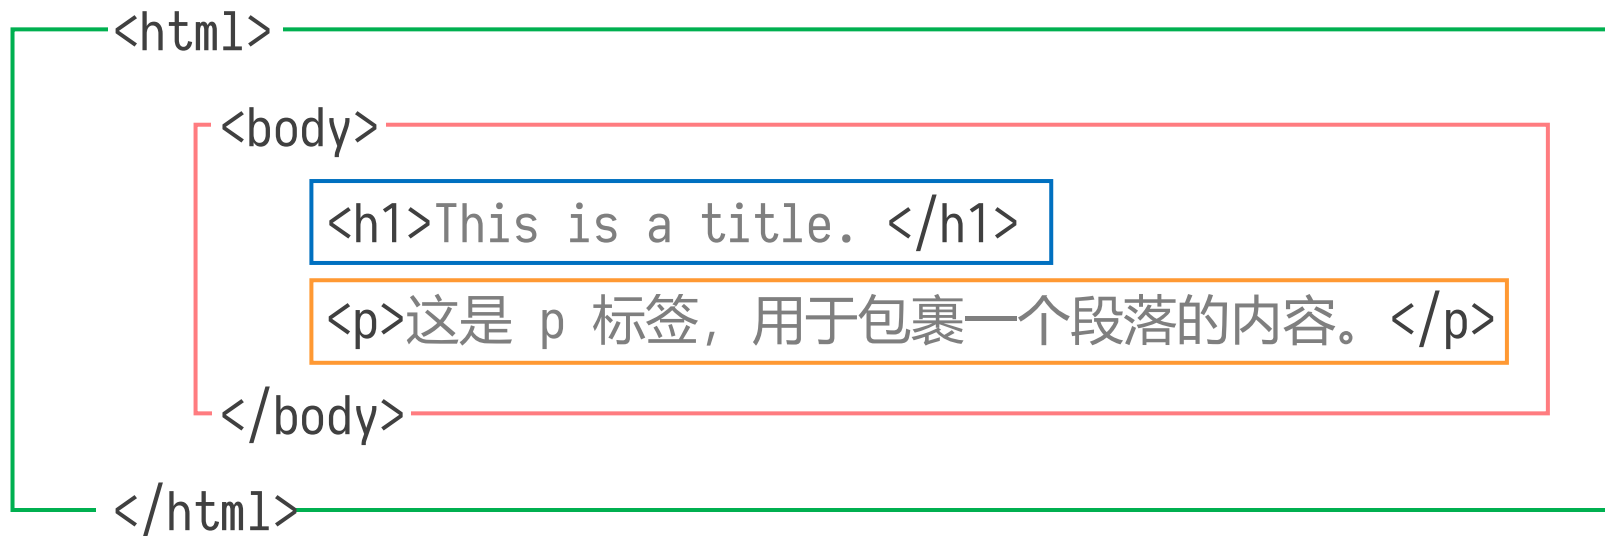 <html>
<body>
<h1>This is a title. </h1>
<p>这是 p 标签，用于包裹一个段落的内容。 </p>
</body>
</html>